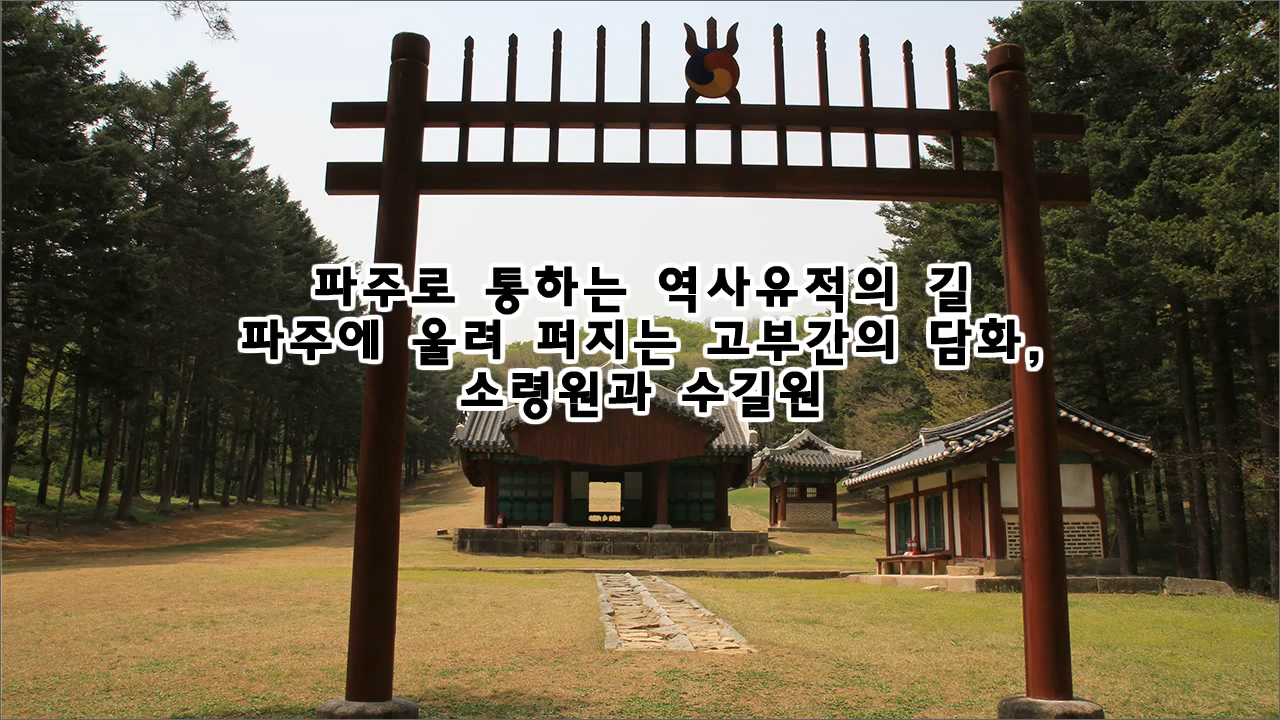 파주로 통하는 역사유적의 길
파주에 울려 퍼지는 고부간의 담화,
소령원과 수길원